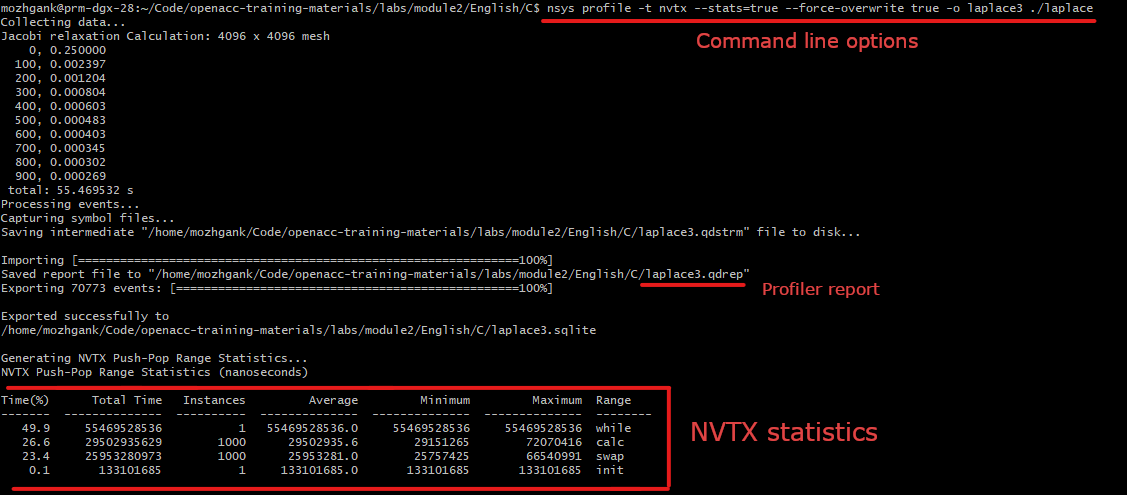 mozhgank@prm-dgx-28:~/Code/openacc-training-materials/labs/module2/English/C$ nsys profile -t nvtx --stats=true --force-overwrite true -o laplace3 ./laplace
Command line options
Collecting data...
Jacobi relaxation Calculation: 4096 x 4096 mesh
0, 0.250000
100, 0.002397
200, 0.001204
300, 0.000804
400, 0.000603
500, 0.000483
600, 0.000403
700, 0.000345
800, 0.000302
900, 0.000269
total: 55.469532 s
Processing events...
Capturing symbol files...
Saving intermediate "/home/mozhgank/Code/openacc-training-materials/labs/module2/English/C/laplace3.qdstrm" file to disk...
Importing [===============================================================100%]
Saved report file to "/home/mozhgank/Code/openacc-training-materials/labs/module2/English/C/laplace3.qdrep"
Profiler report
Exporting 70773 events: [=================================================100%]
Exported successfully to
/home/mozhgank/Code/openacc-training-materials/labs/module2/English/C/laplace3.sqlite
Generating NVTX Push-Pop Range Statistics...
NVTX Push-Pop Range Statistics (nanoseconds)
Time(%) Total Time Instances Average Minimum Maximum Range
------- -------------- ---------- -------------- -------------- -------------- --------
49.9 55469528536 1 55469528536.0 55469528536 55469528536 while
26.6 29502935629 1000 29502935.6 29151265 72070416 calc
23.4 25953280973 1000 25953281.0 25757425 66540991 swap
0.1 133101685 1 133101685.0 133101685 133101685 init
NVTX statistics